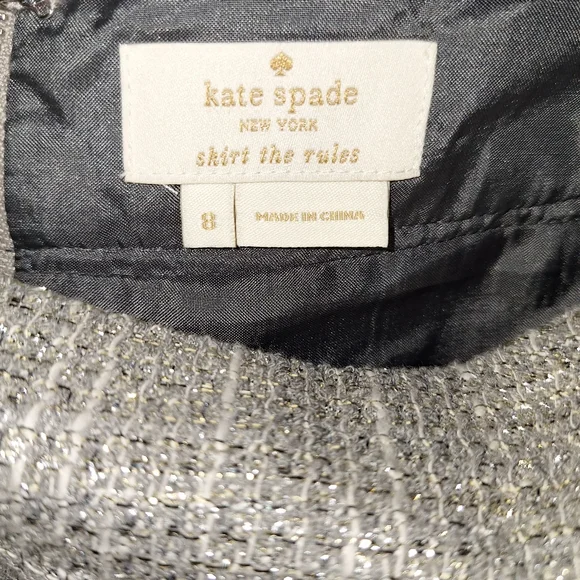 kate spade
NEW YORK
skirt the rules
8
MADE IN CHINA